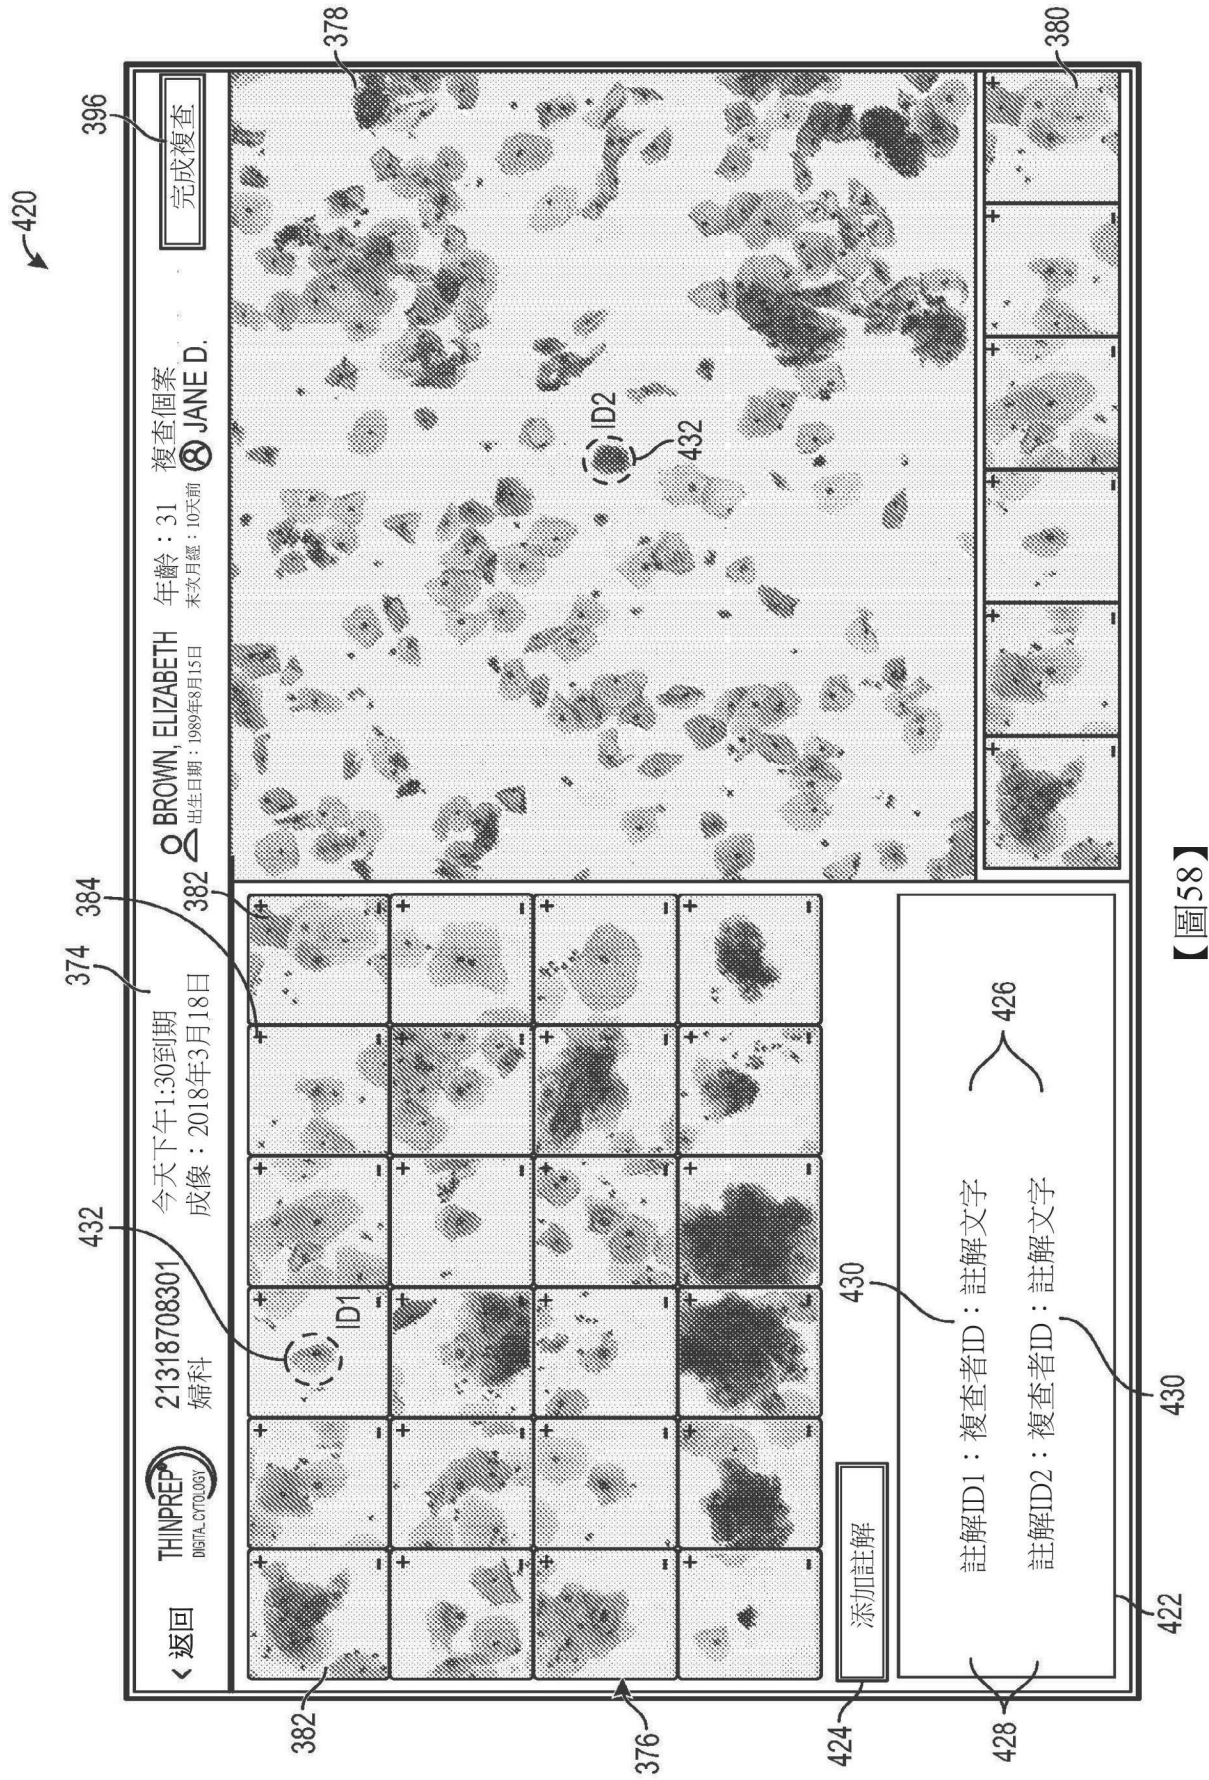 420
396
378
374
384
382
432
< 返回
THINPREP®
DIGITAL CYTOLOGY
21318708301
婦科
今天下午1:30到期
成像：2018年3月18日
BROWN, ELIZABETH
出生日期：1989年8月15日
年齡：31
末次月經：10天前
複查個案
JANE D.
完成複查
ID1
ID2
432
382
376
380
添加註解
424
註解ID1：複查者ID：註解文字
註解ID2：複查者ID：註解文字
430
430
426
428
422
【圖58】